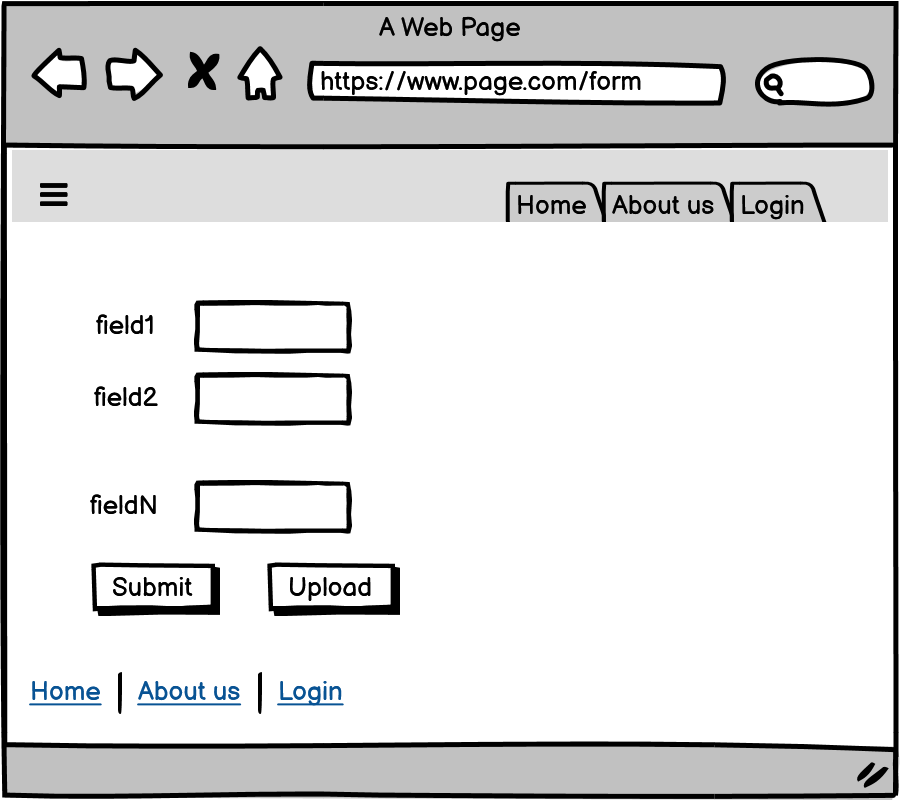 A Web Page
https://www.page.com/form
Home About us Login
field1
field2
fieldN
Submit Upload
Home About us Login